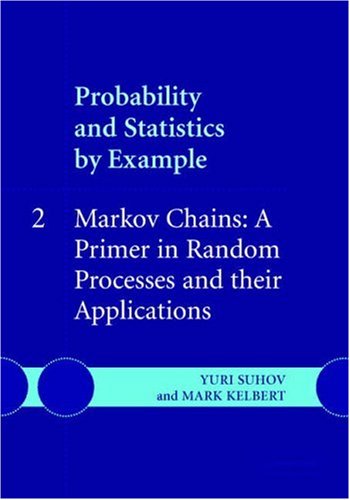 Probability
and Statistics
by Example
2 Markov Chains: A
Primer in Random
Processes and their
Applications
YURI SUHOV
and MARK KELBERT